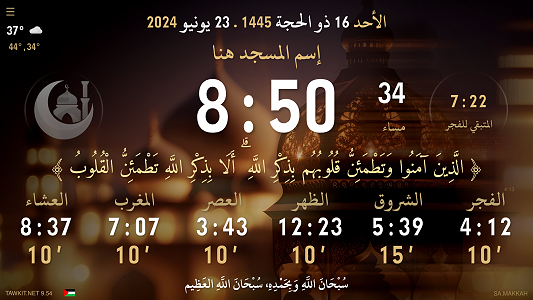 الأحد 16 ذو الحجة 1445 . 23 يونيو 2024
37°
44°, 34°
إسم المسجد هنا
8:50
34
مساء
7:22
المتبقي للفجر
﴿ الَّذِينَ آمَنُوا وَتَطْمَئِنُّ قُلُوبُهُم بِذِكْرِ اللَّهِ ۗ أَلَا بِذِكْرِ اللَّهِ تَطْمَئِنُّ الْقُلُوبُ ﴾
الفجر الشروق الظهر العصر المغرب العشاء
4:12 5:39 12:23 3:43 7:07 8:37
10′ 15′ 10′ 10′ 10′ 10′
سُبْحَانَ اللَّهِ وَبِحَمْدِهِ، سُبْحَانَ اللَّهِ الْعَظِيمِ
TAWKIT.NET 9.54
SA.MAKKAH